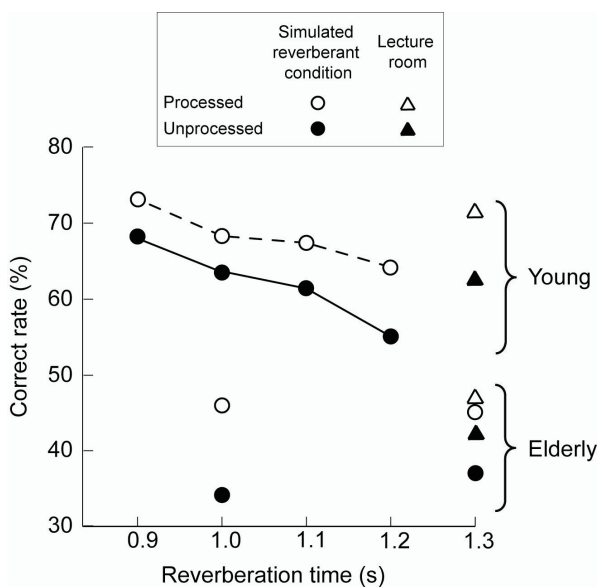 Simulated
reverberant
condition
Lecture
room
Processed
Unprocessed
80
70
60
50
40
30
Correct rate (%)
Young
Elderly
0.9 1.0 1.1 1.2 1.3
Reverberation time (s)